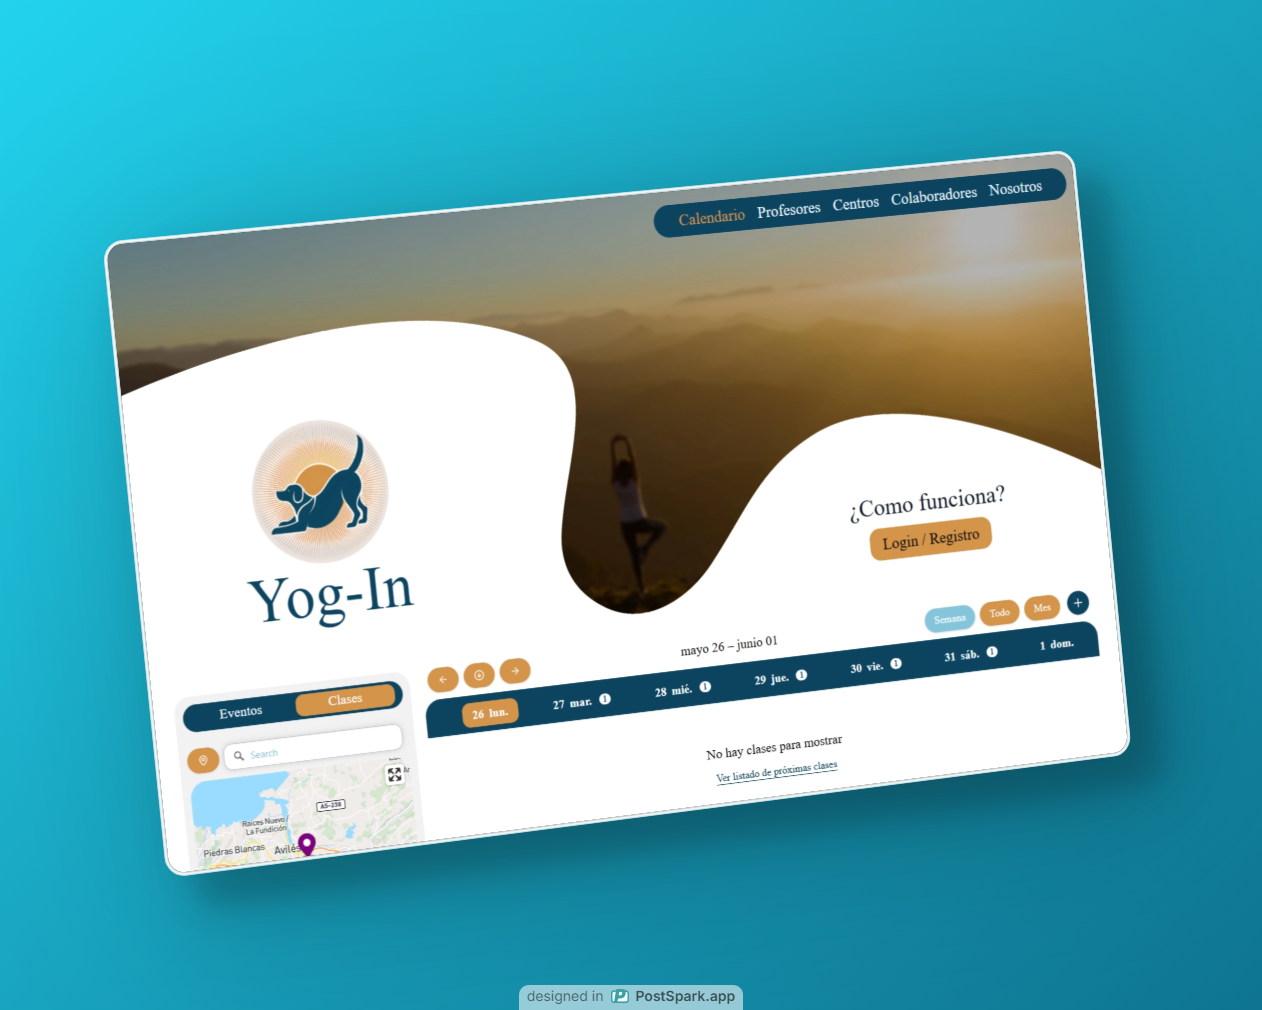 Calendario Profesores Centros Colaboradores Nosotros
Yog-In
¿Como funciona?
Login / Registro
Semana Todo Mes +
mayo 26 – junio 01
26 lun. 27 mar. 1 28 mié. 1 29 jue. 1 30 vie. 1 31 sáb. 1 1 dom.
Eventos Clases
Search
No hay clases para mostrar
Ver listado de próximas clases
AS-238
Raíces Nuevo /
La Fundición
Piedras Blancas Avilés
designed in PostSpark.app